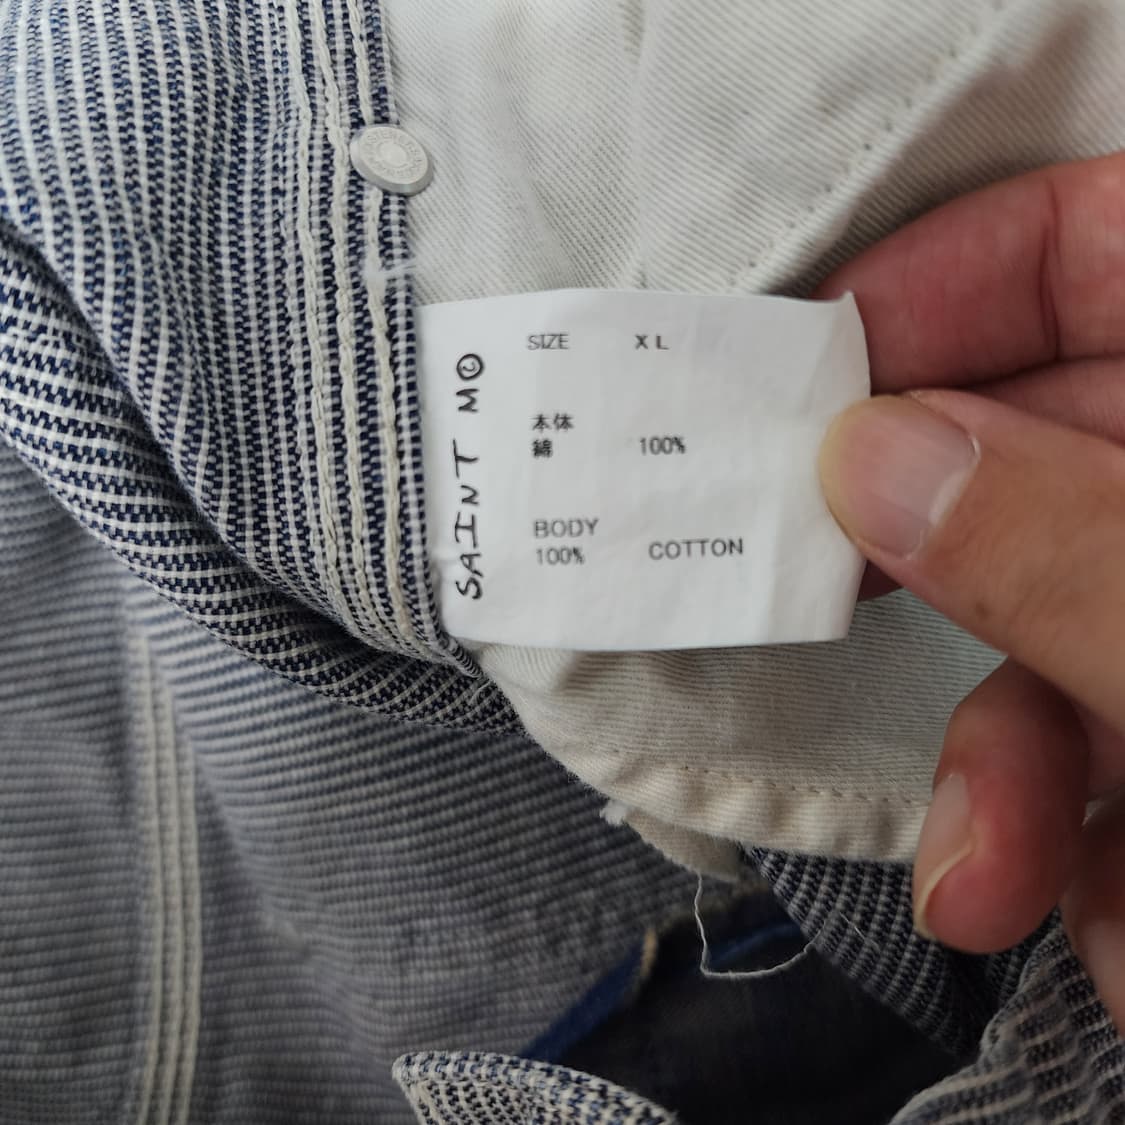 SIZE XL
本体
綿 100%
BODY
100% COTTON
SAINT M